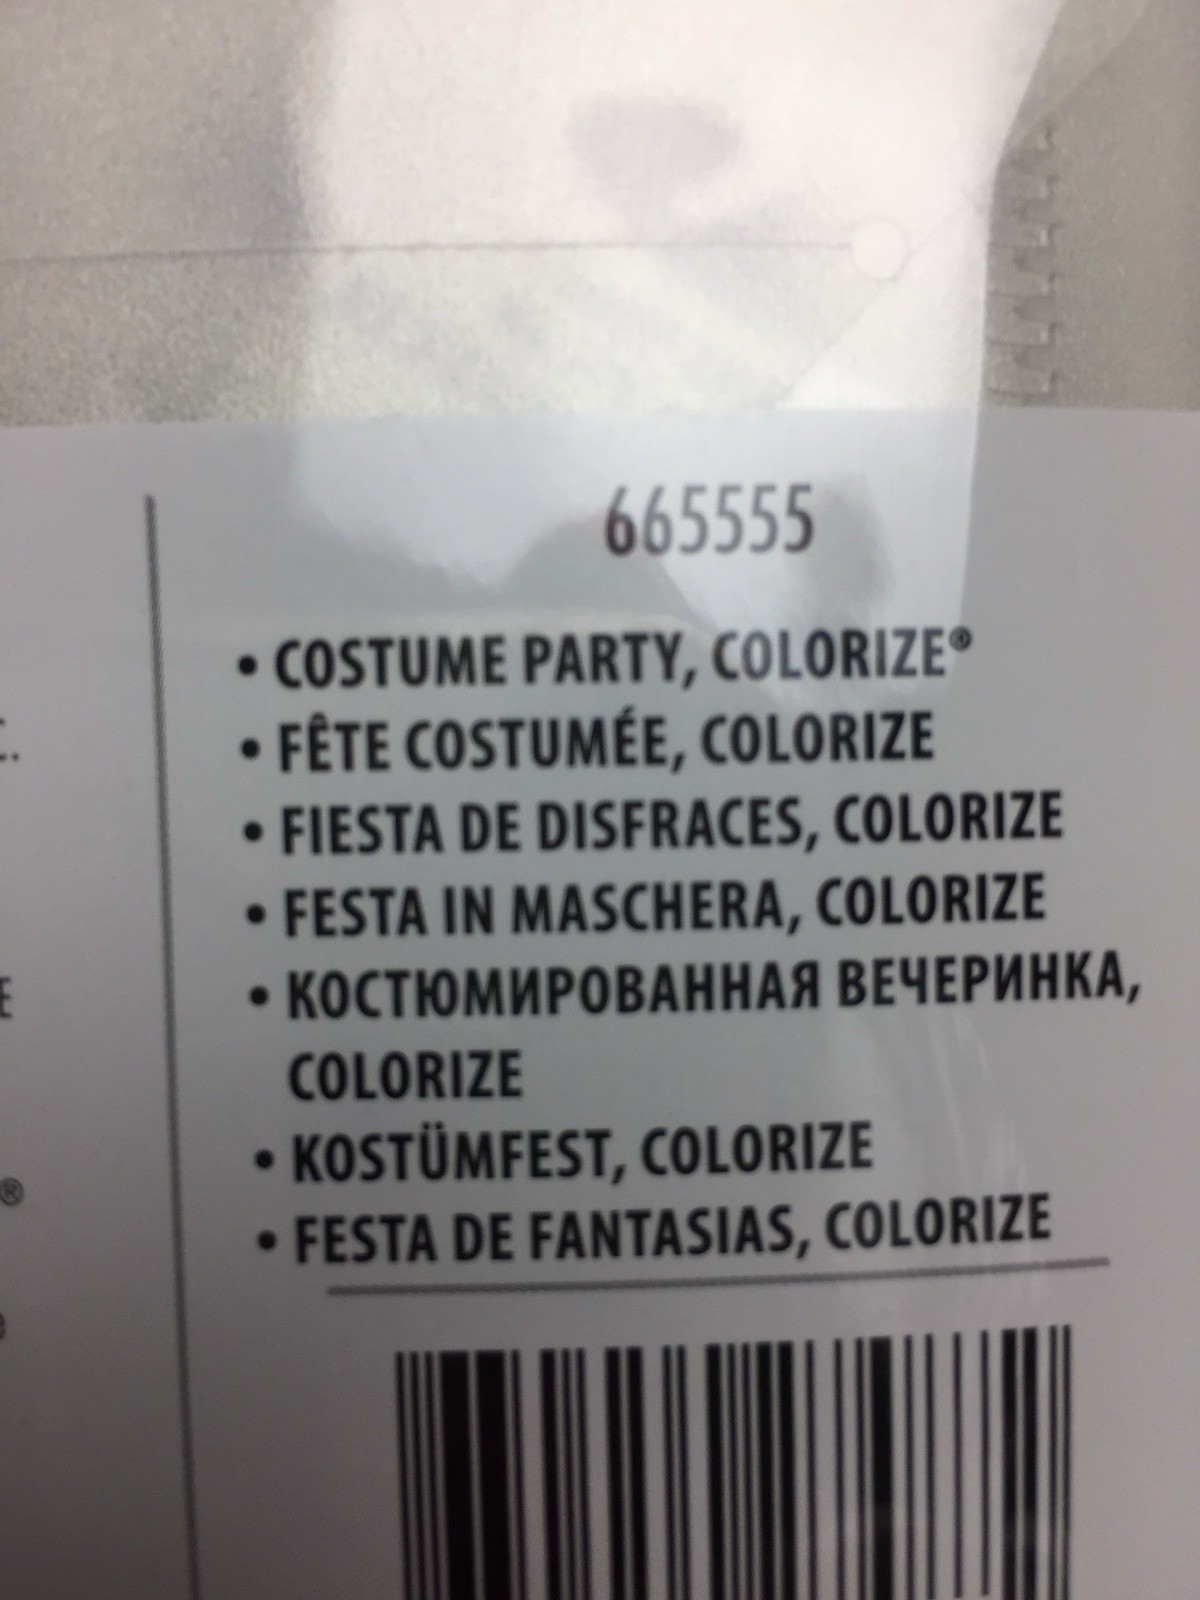 665555
• COSTUME PARTY, COLORIZE®
• FÊTE COSTUMÉE, COLORIZE
• FIESTA DE DISFRACES, COLORIZE
• FESTA IN MASCHERA, COLORIZE
• КОСТЮМИРОВАННАЯ ВЕЧЕРИНКА,
COLORIZE
• KOSTÜMFEST, COLORIZE
• FESTA DE FANTASIAS, COLORIZE